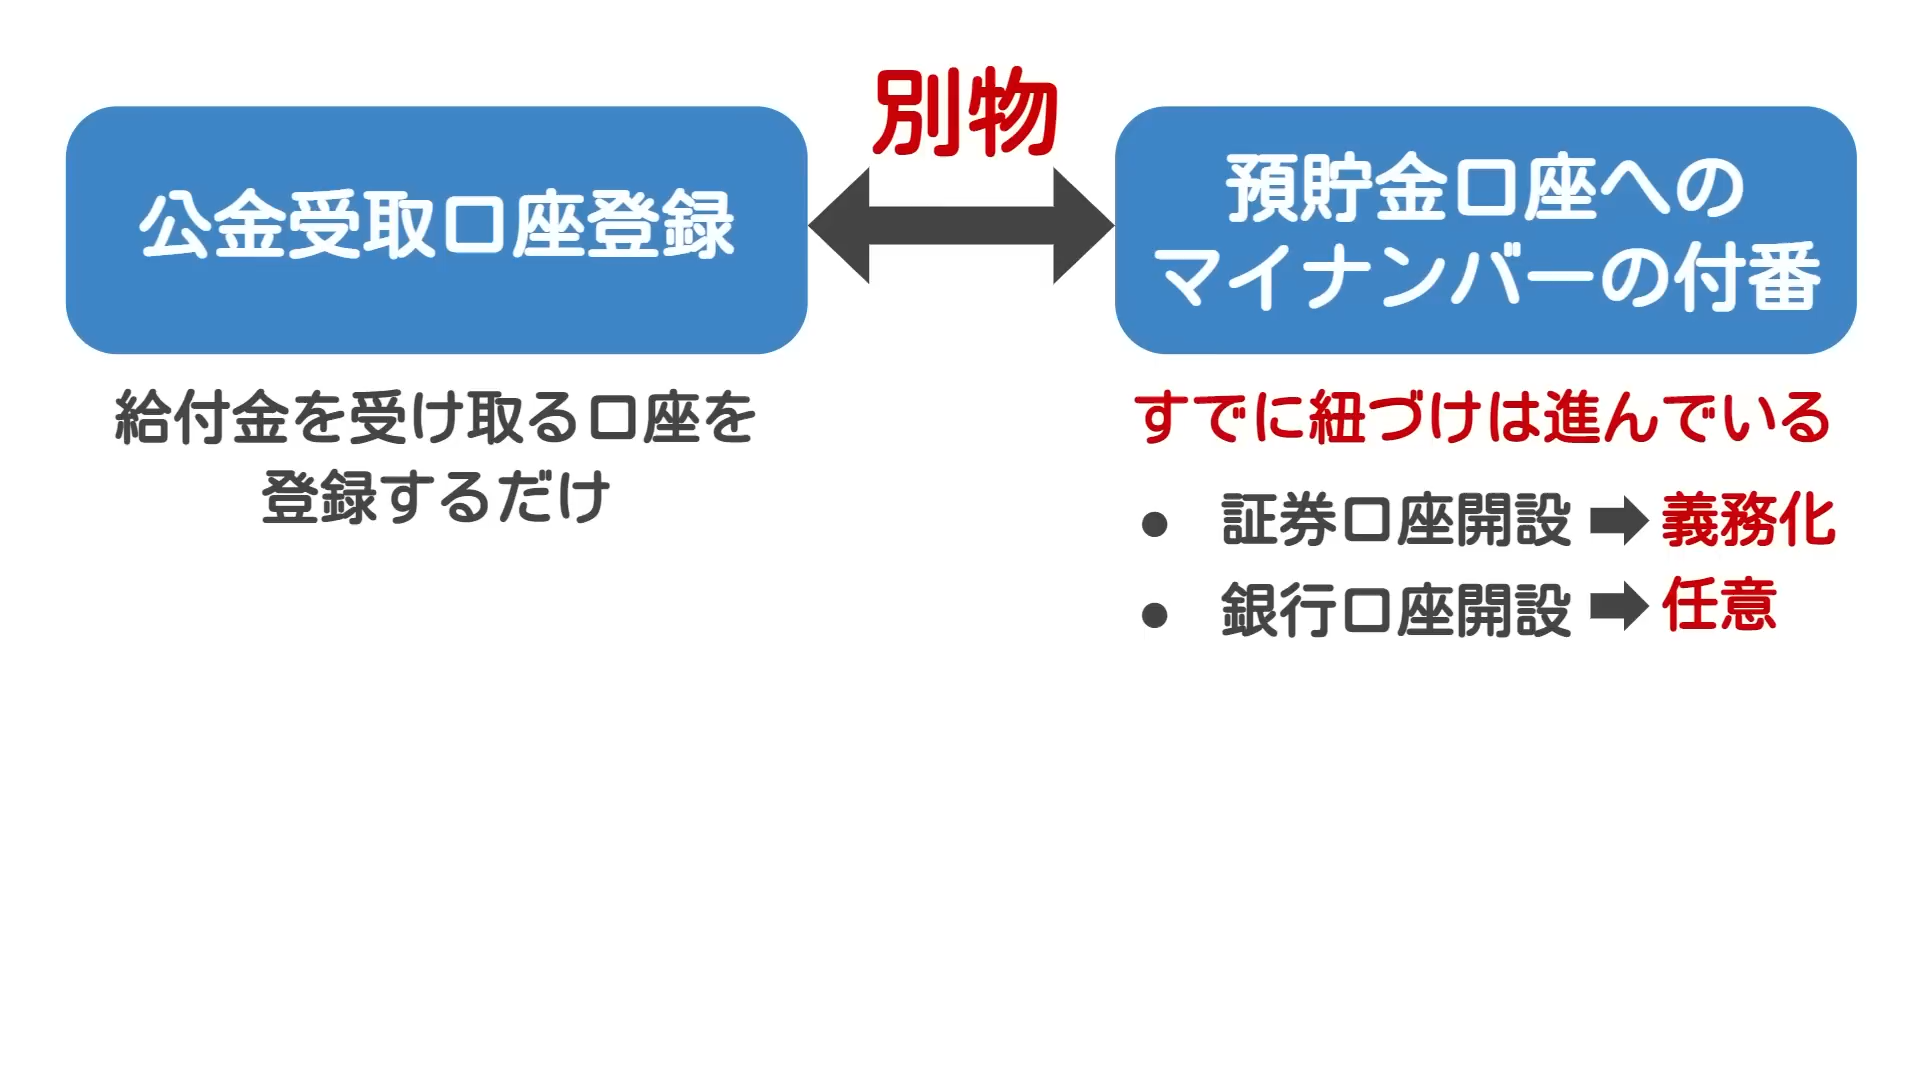 別物
公金受取口座登録
預貯金口座への
マイナンバーの付番
給付金を受け取る口座を
登録するだけ
すでに紐づけは進んでいる
● 証券口座開設 ➡ 義務化
● 銀行口座開設 ➡ 任意